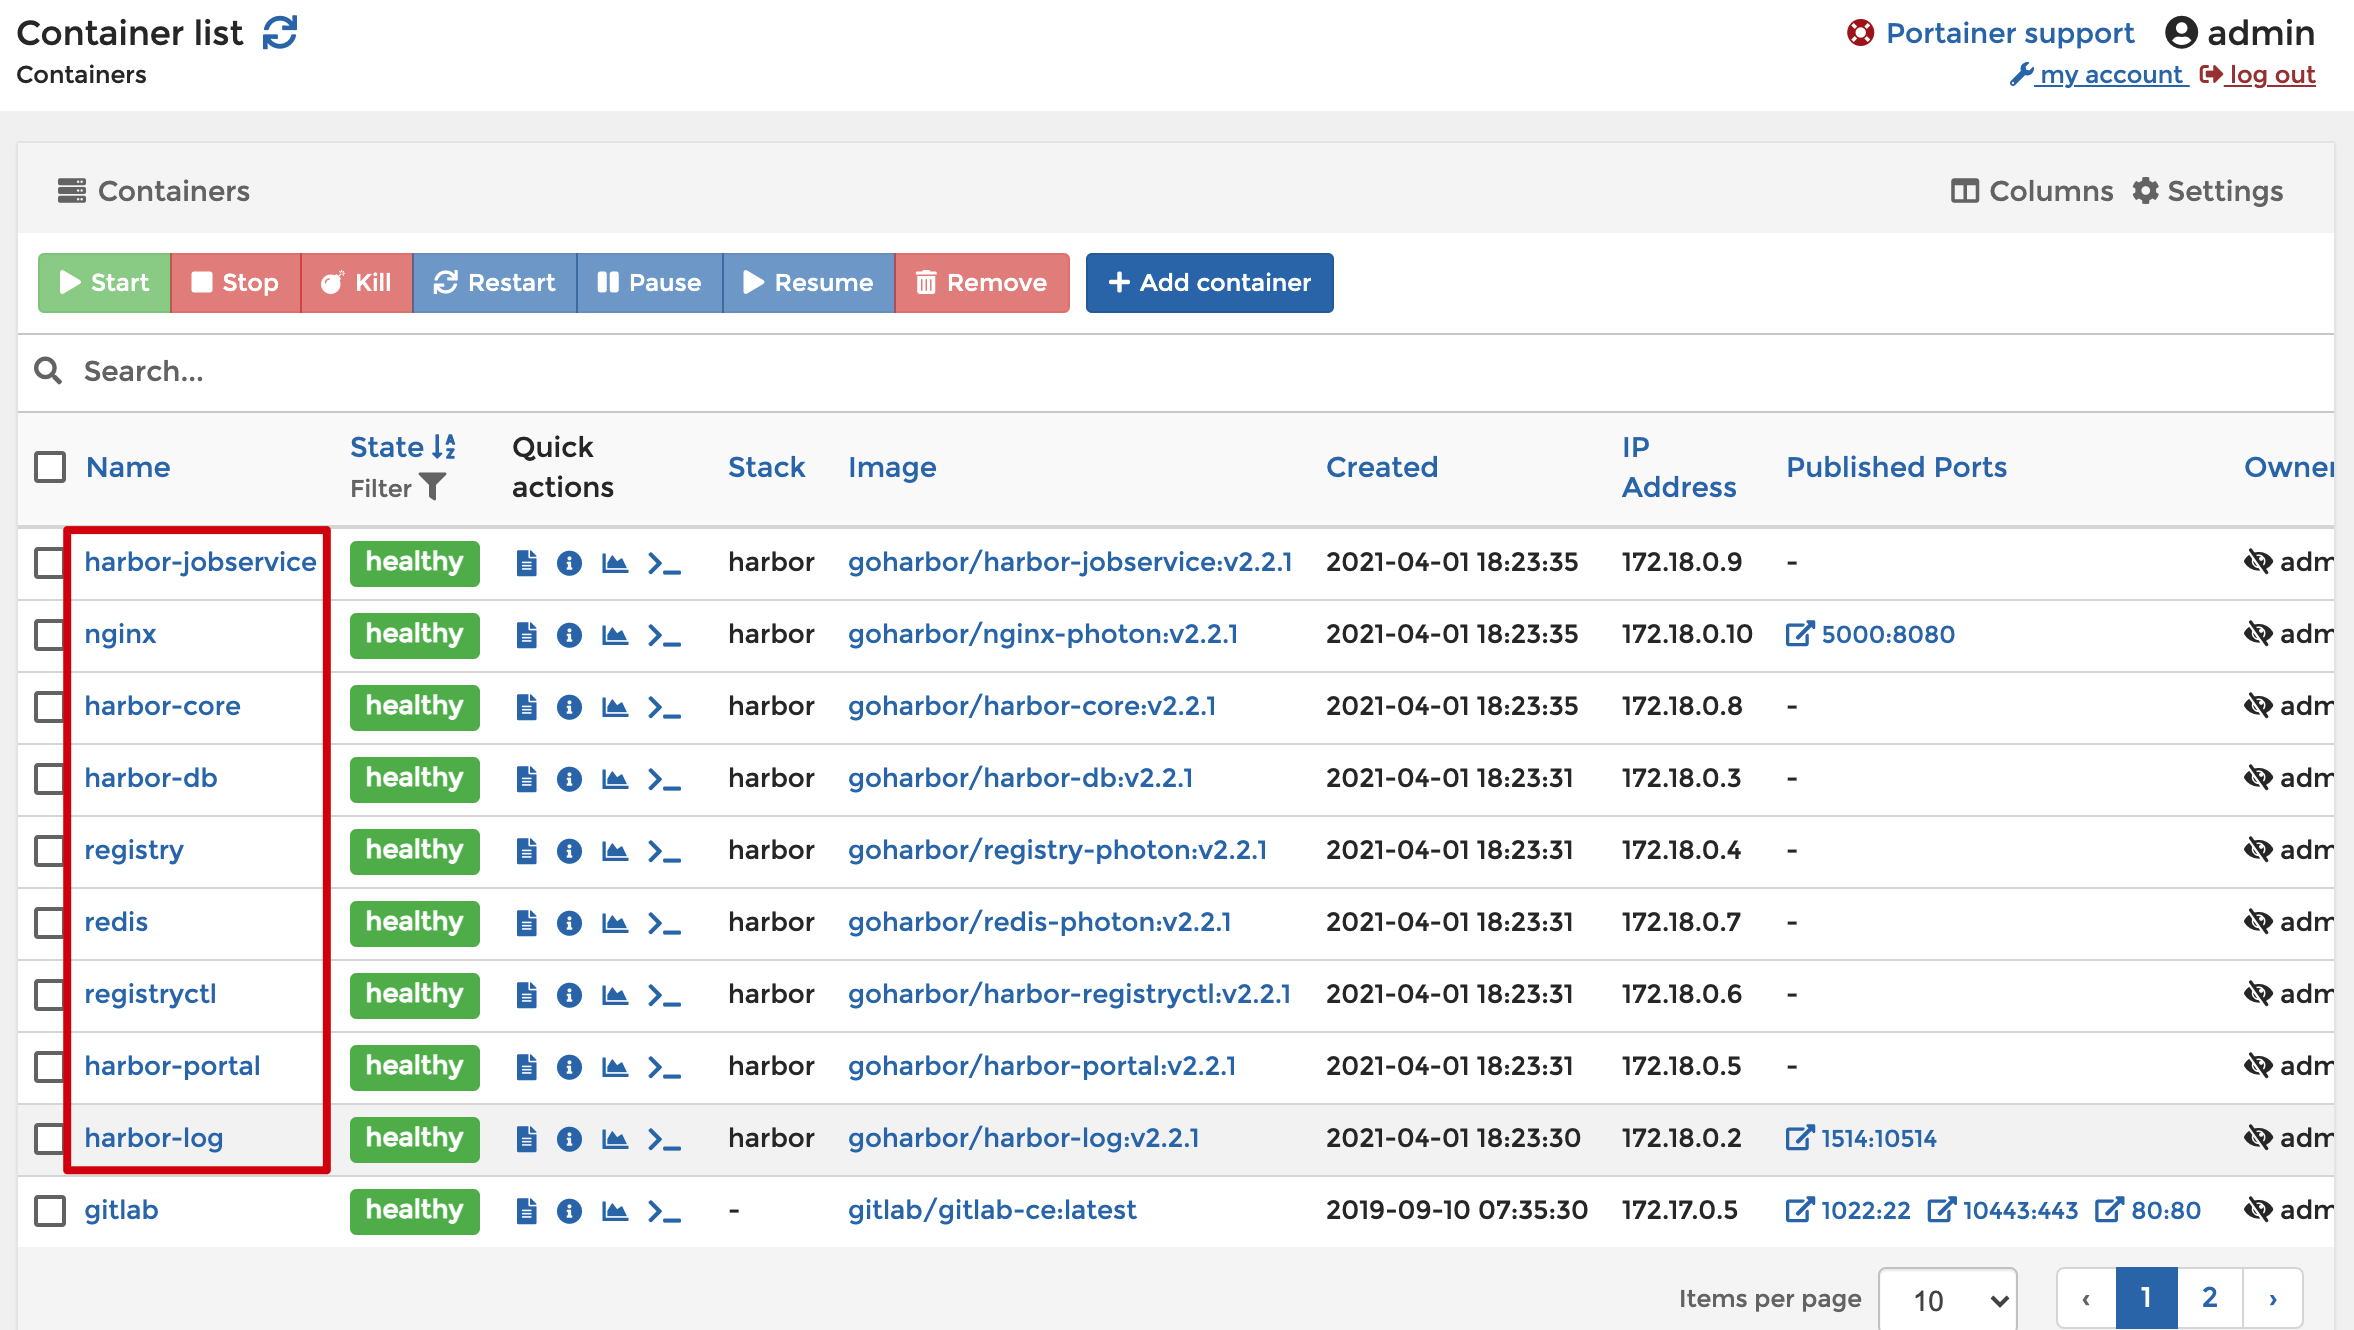 Container list
Portainer support admin
Containers
my account log out
Containers
Columns Settings
Start Stop Kill Restart Pause Resume Remove Add container
Search...
Name State Filter Quick actions Stack Image Created IP Address Published Ports Owner
harbor-jobservice healthy harbor goharbor/harbor-jobservice:v2.2.1 2021-04-01 18:23:35 172.18.0.9 - adm
nginx healthy harbor goharbor/nginx-photon:v2.2.1 2021-04-01 18:23:35 172.18.0.10 5000:8080 adm
harbor-core healthy harbor goharbor/harbor-core:v2.2.1 2021-04-01 18:23:35 172.18.0.8 - adm
harbor-db healthy harbor goharbor/harbor-db:v2.2.1 2021-04-01 18:23:31 172.18.0.3 - adm
registry healthy harbor goharbor/registry-photon:v2.2.1 2021-04-01 18:23:31 172.18.0.4 - adm
redis healthy harbor goharbor/redis-photon:v2.2.1 2021-04-01 18:23:31 172.18.0.7 - adm
registryctl healthy harbor goharbor/harbor-registryctl:v2.2.1 2021-04-01 18:23:31 172.18.0.6 - adm
harbor-portal healthy harbor goharbor/harbor-portal:v2.2.1 2021-04-01 18:23:31 172.18.0.5 - adm
harbor-log healthy harbor goharbor/harbor-log:v2.2.1 2021-04-01 18:23:30 172.18.0.2 1514:10514 adm
gitlab healthy - gitlab/gitlab-ce:latest 2019-09-10 07:35:30 172.17.0.5 1022:22 10443:443 80:80 adm
Items per page 10 ‹ 1 2 ›